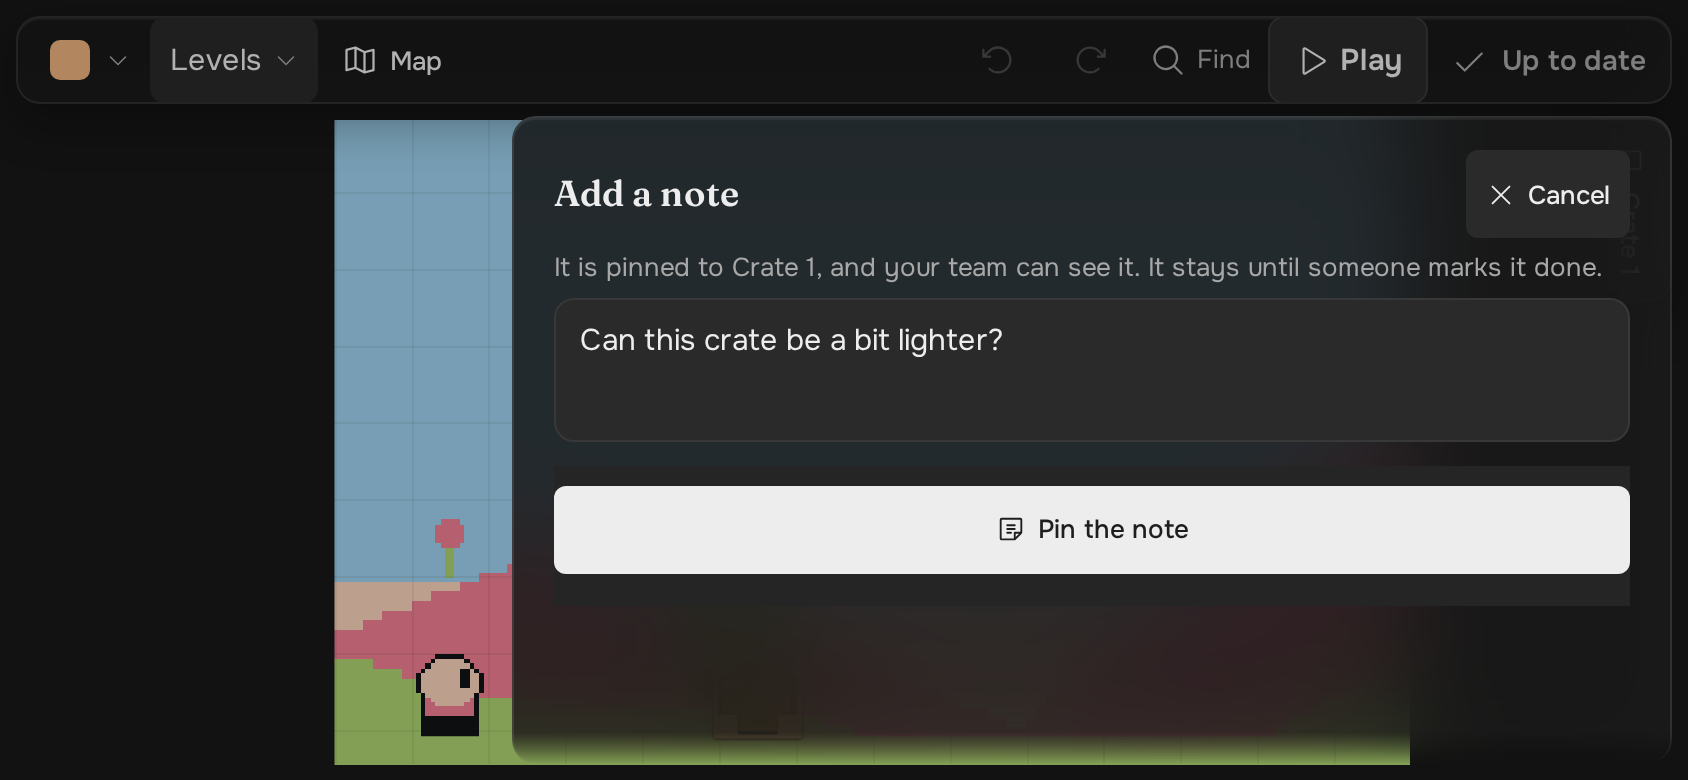 Levels
Map
Find
Play
Up to date
Add a note
Cancel
It is pinned to Crate 1, and your team can see it. It stays until someone marks it done.
Can this crate be a bit lighter?
Pin the note
Crate 1